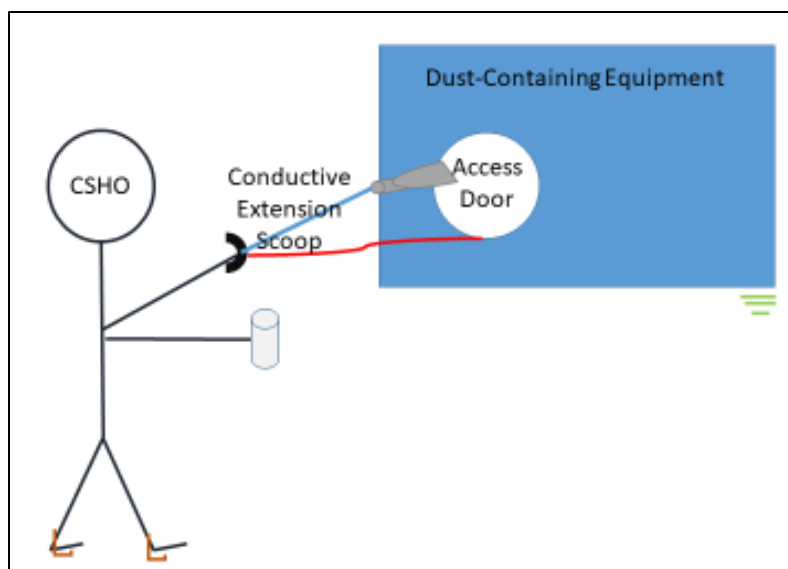 Dust-Containing Equipment
CSHO
Conductive
Extension
Scoop
Access
Door